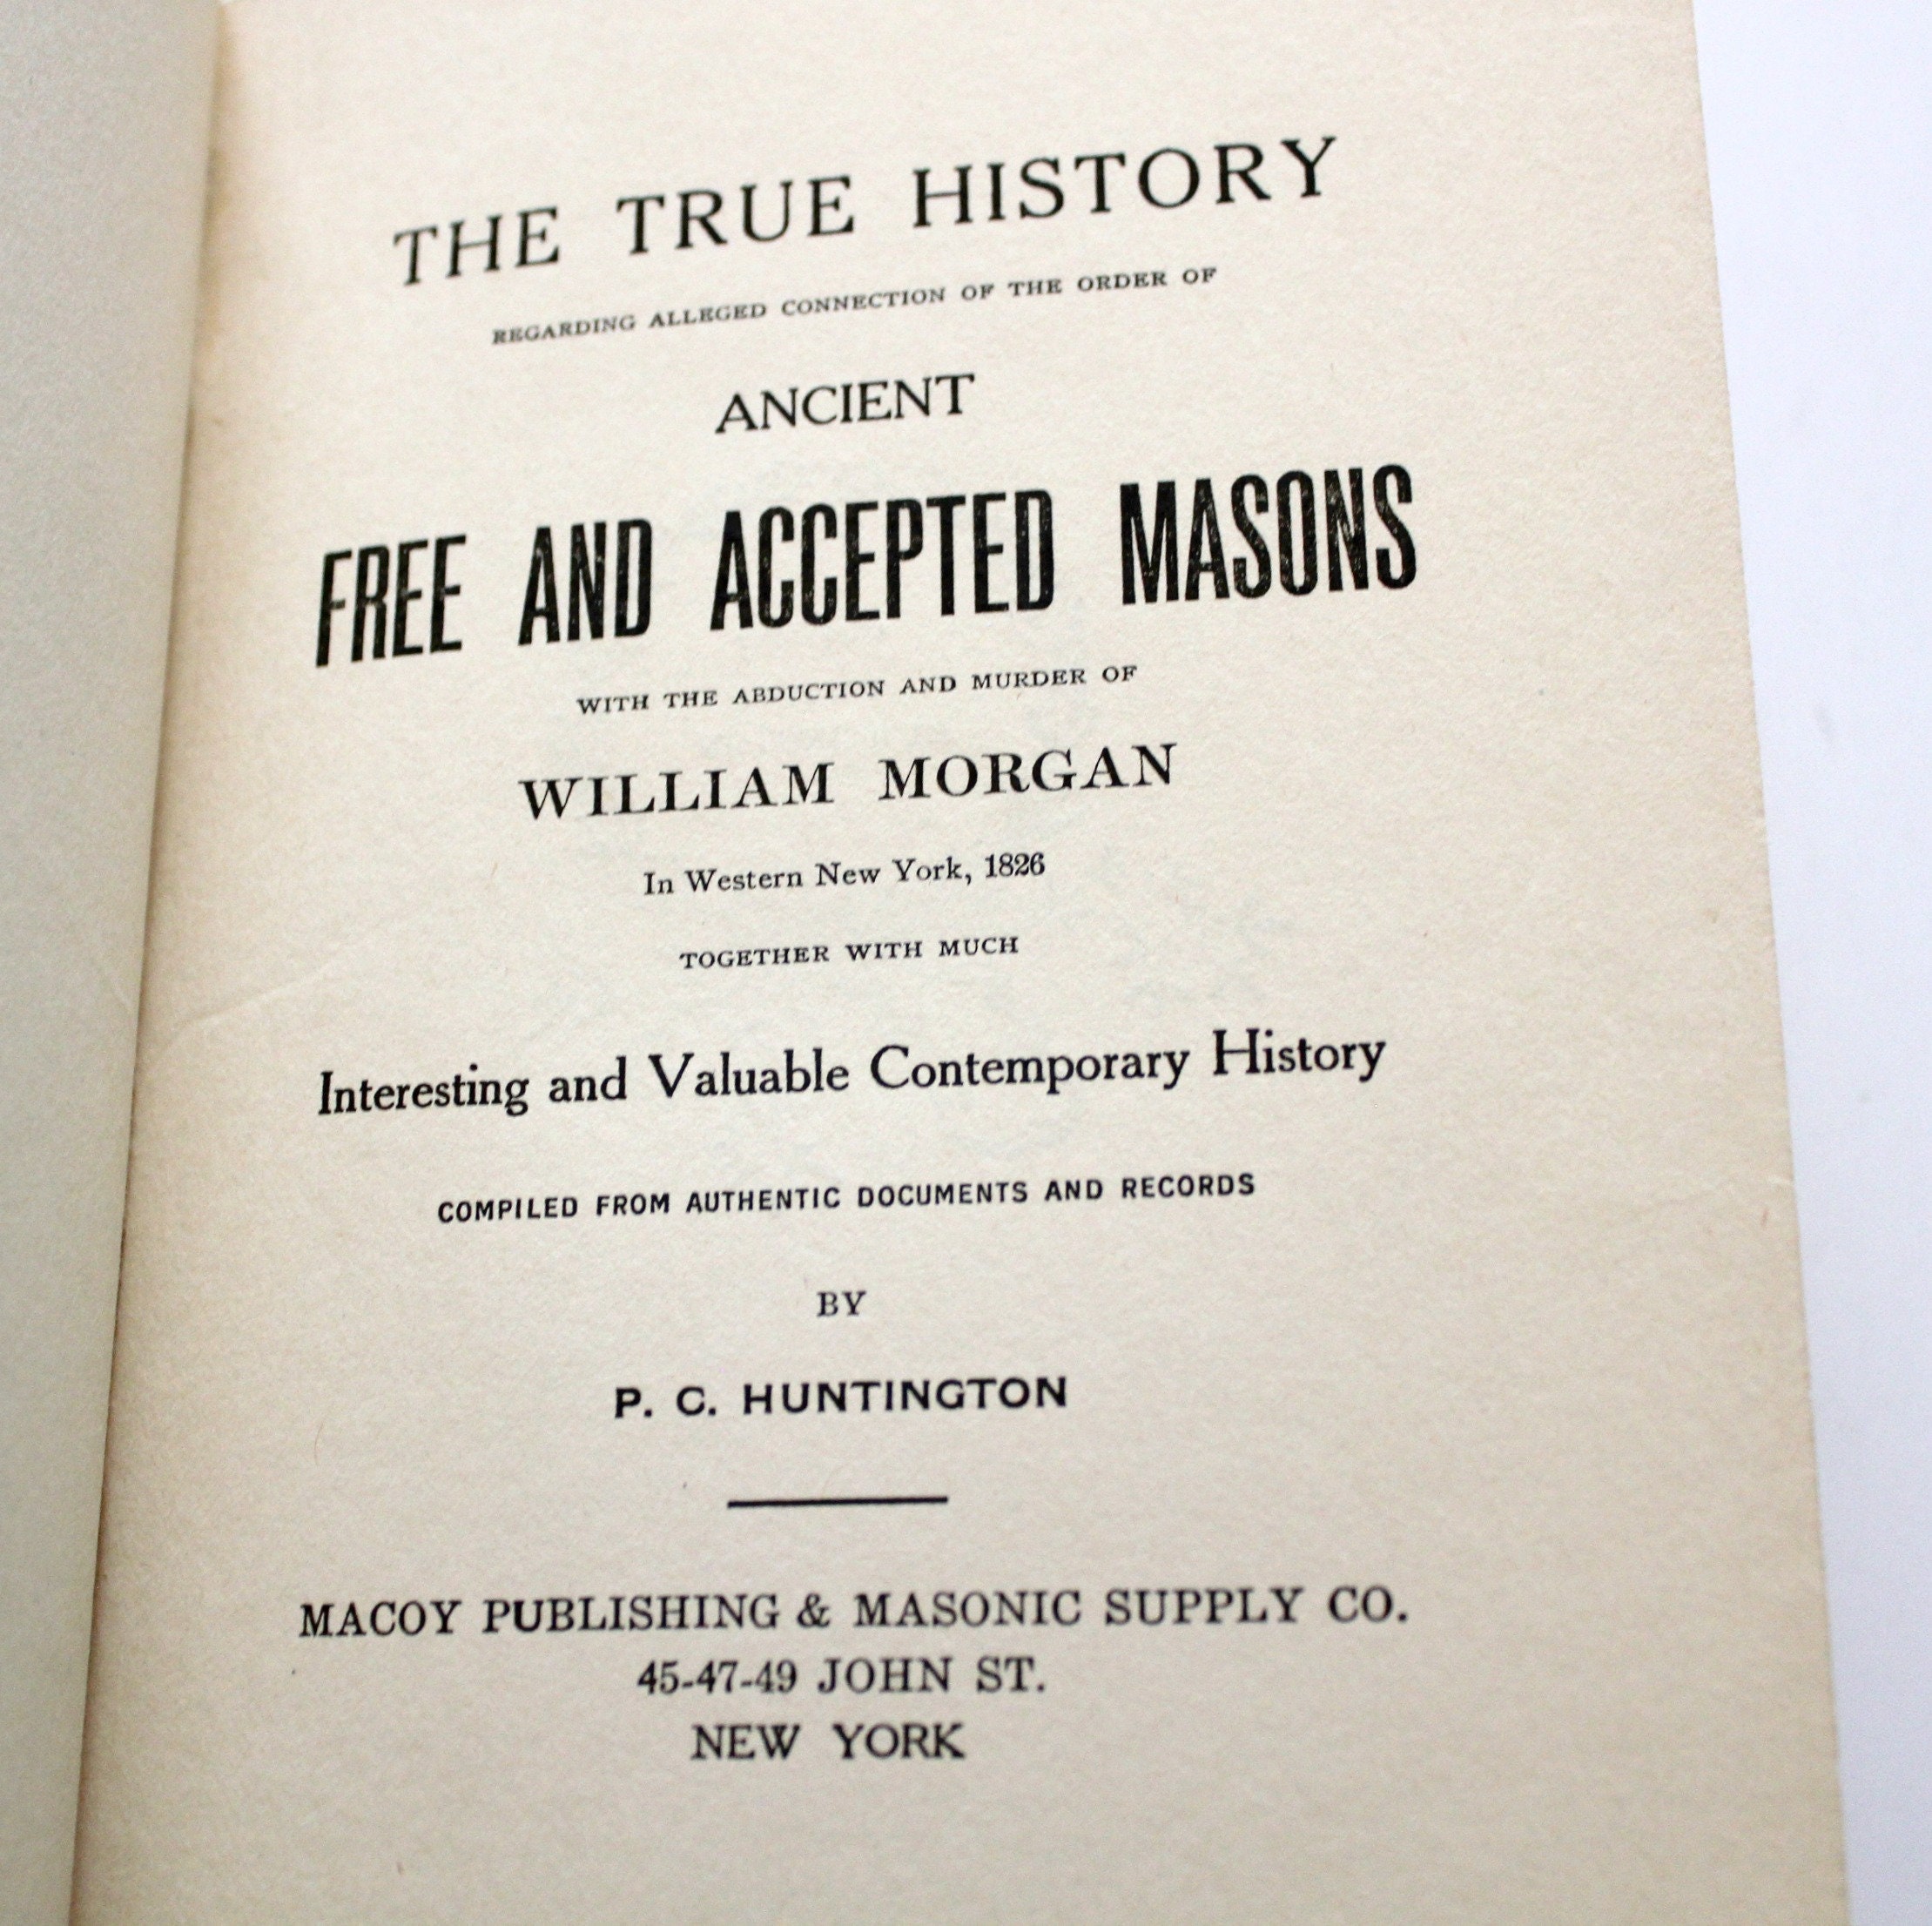 THE TRUE HISTORY
REGARDING ALLEGED CONNECTION OF THE ORDER OF
ANCIENT
FREE AND ACCEPTED MASONS
WITH THE ABDUCTION AND MURDER OF
WILLIAM MORGAN
In Western New York, 1826
TOGETHER WITH MUCH
Interesting and Valuable Contemporary History
COMPILED FROM AUTHENTIC DOCUMENTS AND RECORDS
BY
P. C. HUNTINGTON
MACOY PUBLISHING & MASONIC SUPPLY CO.
45-47-49 JOHN ST.
NEW YORK